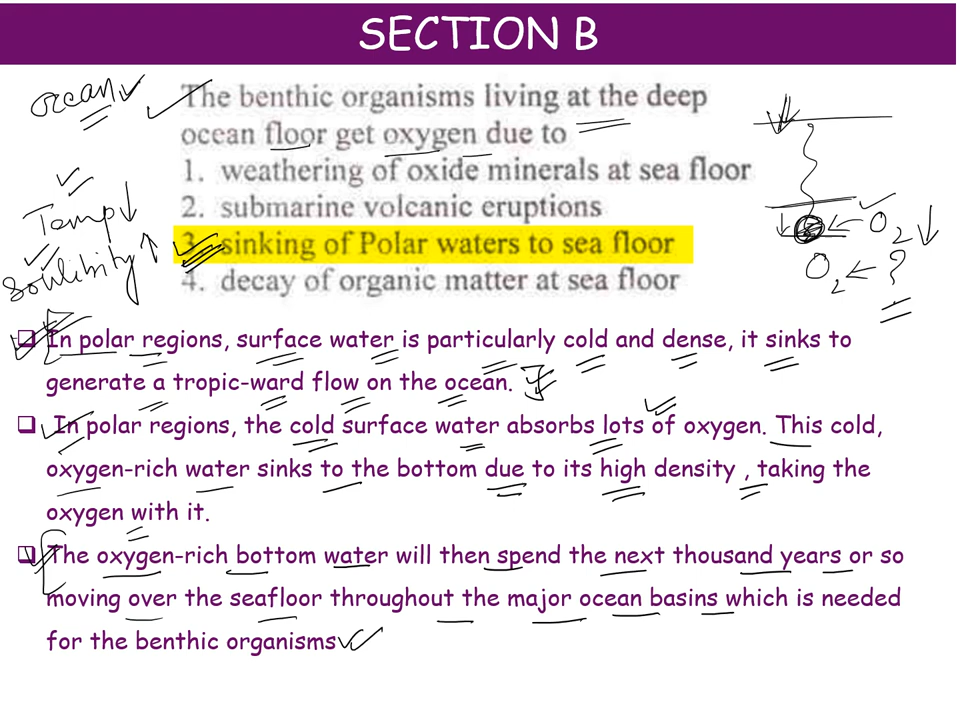 SECTION B
Ocean
The benthic organisms living at the deep
ocean floor get oxygen due to
1. weathering of oxide minerals at sea floor
2. submarine volcanic eruptions
Temp↓
← O2↓
3. sinking of Polar waters to sea floor
Soulibity ↑
O2 ← ?
4. decay of organic matter at sea floor
In polar regions, surface water is particularly cold and dense, it sinks to
generate a tropic-ward flow on the ocean.
In polar regions, the cold surface water absorbs lots of oxygen. This cold,
oxygen-rich water sinks to the bottom due to its high density , taking the
oxygen with it.
The oxygen-rich bottom water will then spend the next thousand years or so
moving over the seafloor throughout the major ocean basins which is needed
for the benthic organisms